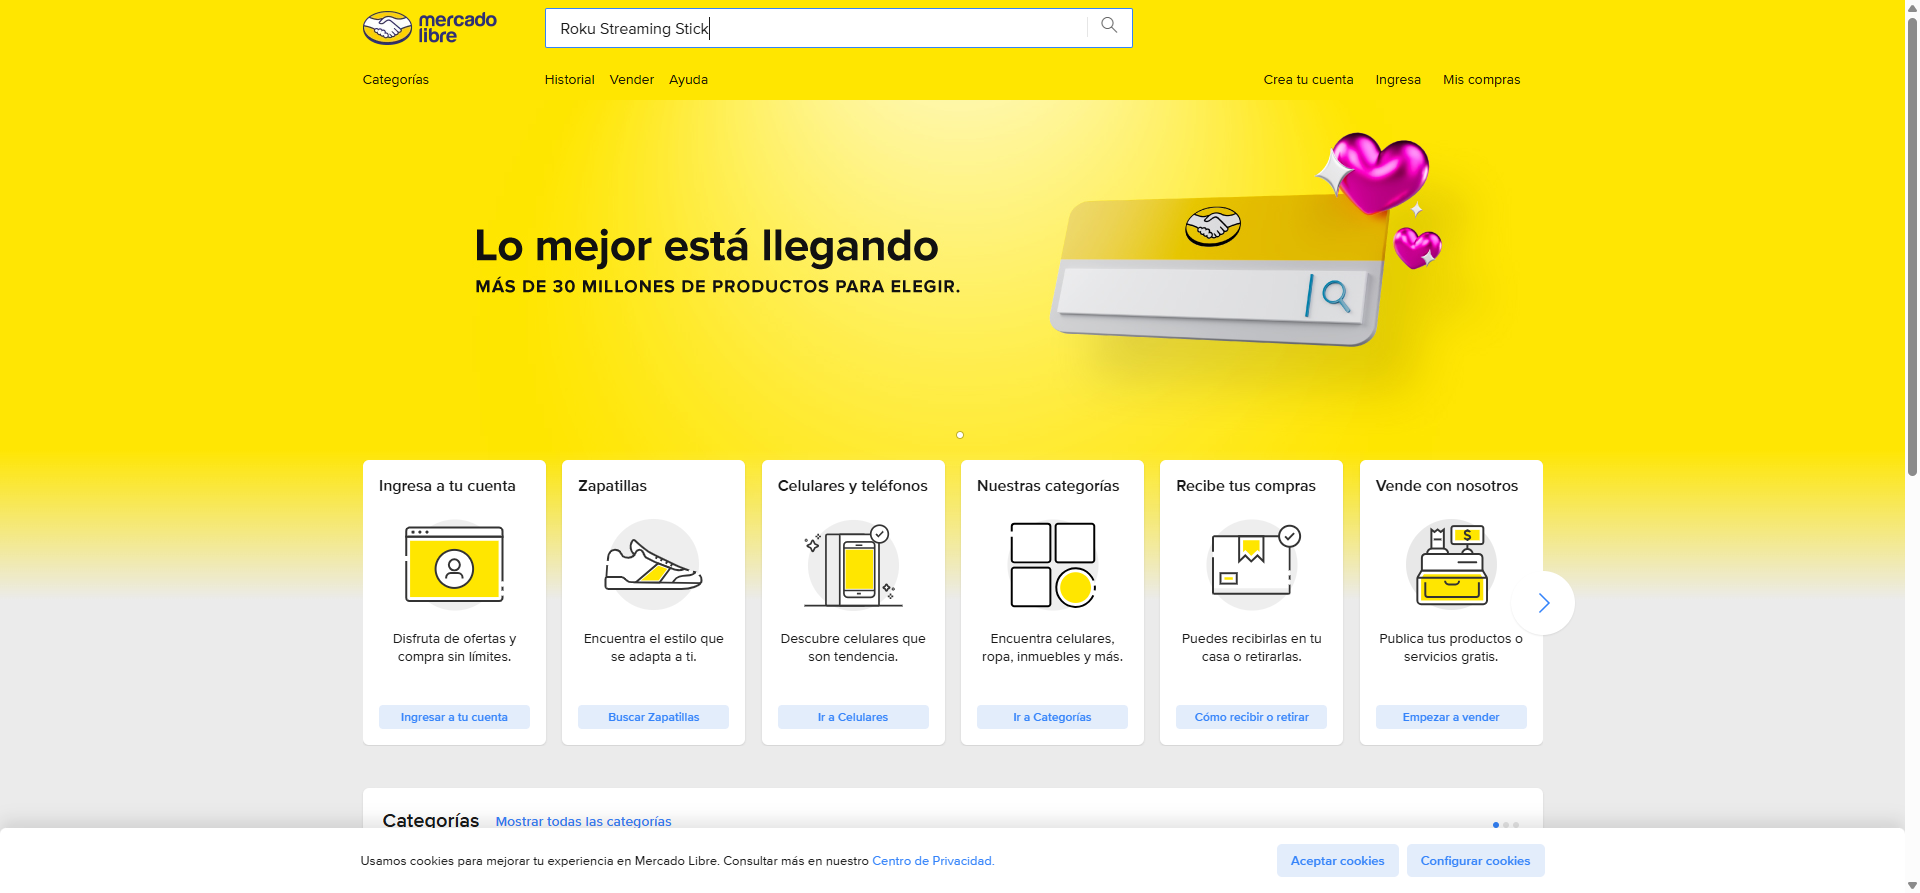 mercado
libre
Roku Streaming Stick
Categorías
Historial
Vender
Ayuda
Crea tu cuenta
Ingresa
Mis compras
Lo mejor está llegando
MÁS DE 30 MILLONES DE PRODUCTOS PARA ELEGIR.
Ingresa a tu cuenta
Disfruta de ofertas y
compra sin límites.
Ingresar a tu cuenta
Zapatillas
Encuentra el estilo que
se adapta a ti.
Buscar Zapatillas
Celulares y teléfonos
Descubre celulares que
son tendencia.
Ir a Celulares
Nuestras categorías
Encuentra celulares,
ropa, inmuebles y más.
Ir a Categorías
Recibe tus compras
Puedes recibirlas en tu
casa o retirarlas.
Cómo recibir o retirar
Vende con nosotros
$
Publica tus productos o
servicios gratis.
Empezar a vender
Categorías
Mostrar todas las categorías
Usamos cookies para mejorar tu experiencia en Mercado Libre. Consultar más en nuestro Centro de Privacidad.
Aceptar cookies
Configurar cookies